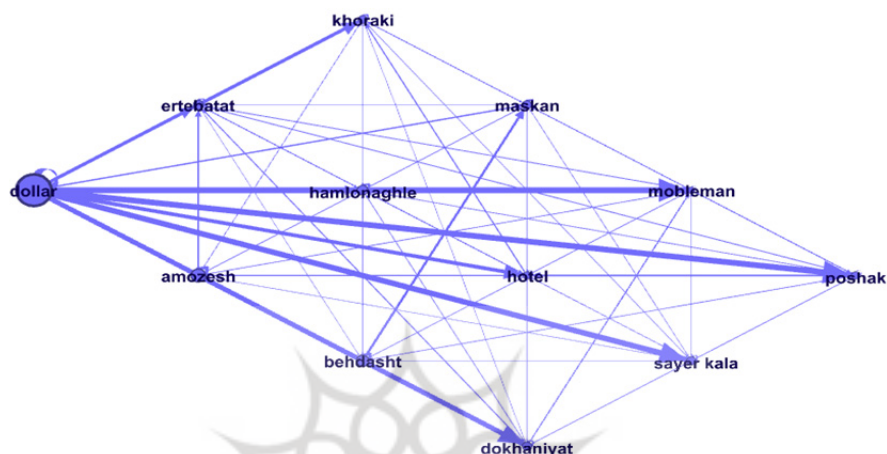 khoraki
ertebatat
maskan
dollar
hamlonaghle
mobleman
amozesh
hotel
poshak
behdasht
sayer kala
dokhaniyat